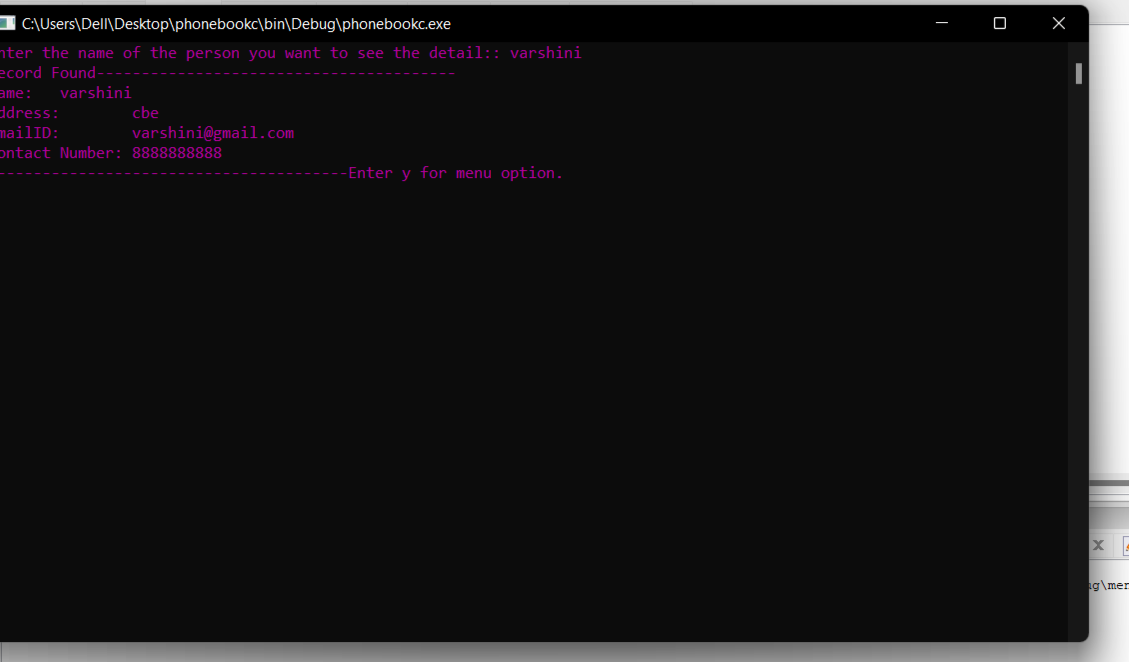 C:\Users\Dell\Desktop\phonebookc\bin\Debug\phonebookc.exe
nter the name of the person you want to see the detail:: varshini
ecord Found----------------------------------------
ame:   varshini
ddress:        cbe
mailID:        varshini@gmail.com
ontact Number: 8888888888
---------------------------------------Enter y for menu option.
ug\men